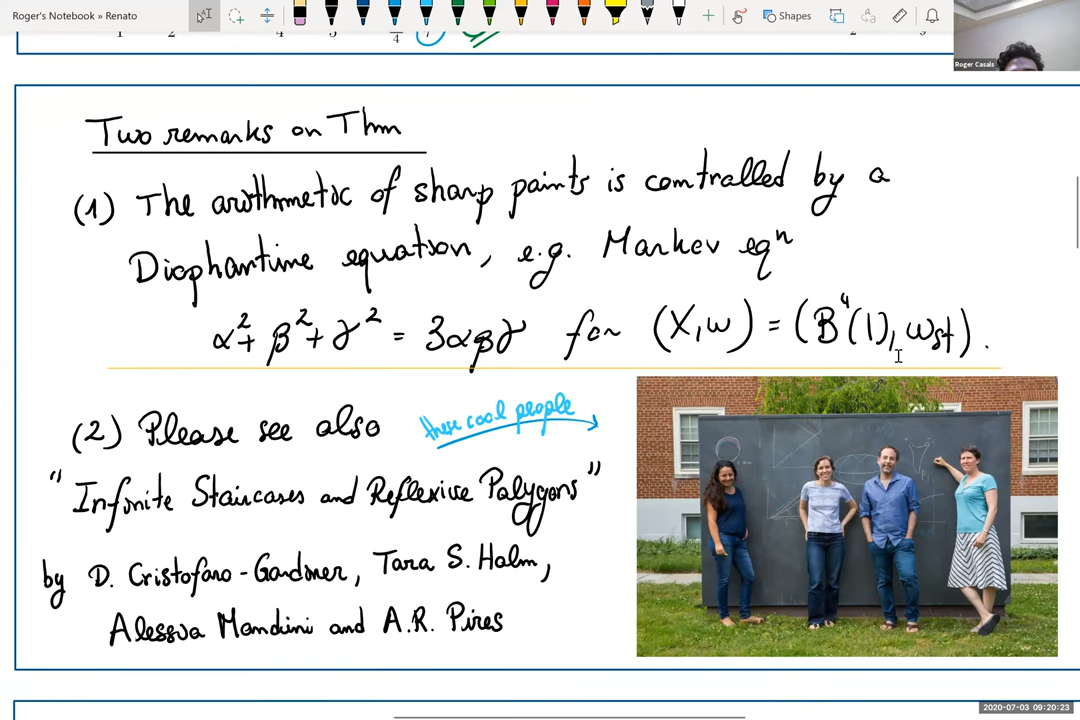 Roger's Notebook » Renato
Shapes
Roger Casals
Two remarks on Thm
(1) The arithmetic of sharp points is controlled by a
Diophantine equation, e.g. Markov eqⁿ
α² + β² + γ² = 3αβγ for (X, ω) = (B⁴(1), ω_st).
(2) Please see also
these cool people →
"Infinite Staircases and Reflexive Polygons"
by D. Cristofaro-Gardiner, Tara S. Holm,
Alessia Mandini and A.R. Pires
2020-07-03 09:20:23